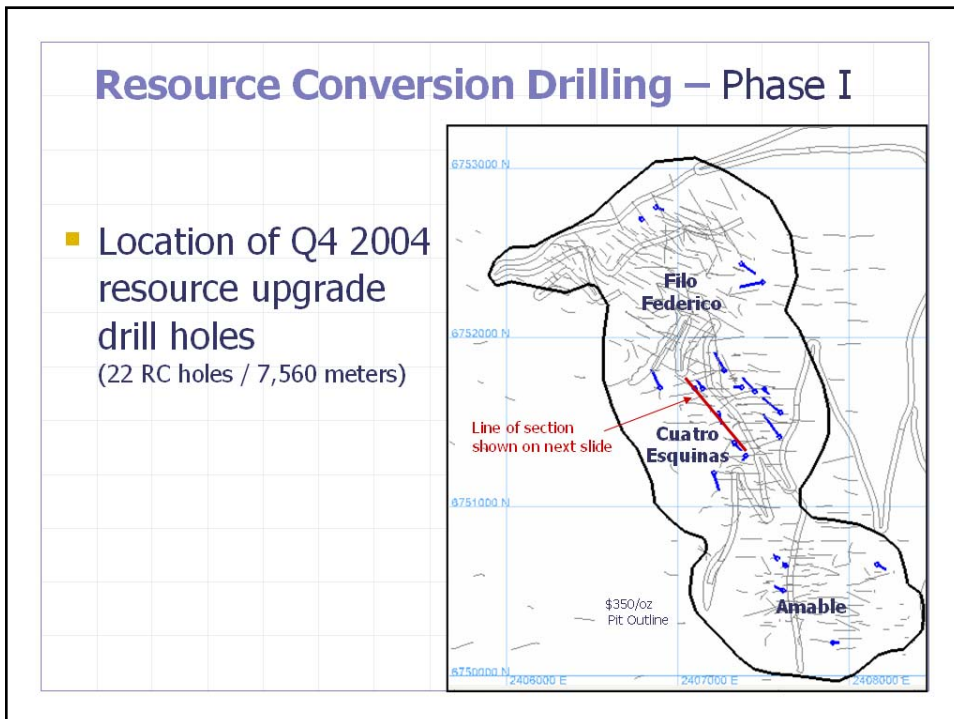 Resource Conversion Drilling – Phase I
Location of Q4 2004
resource upgrade
drill holes
(22 RC holes / 7,560 meters)
6753000 N
Filo
Federico
6752000 N
Line of section
shown on next slide
Cuatro
Esquinas
6751000 N
$350/oz
Pit Outline
Amable
6750000 N
2406000 E
2407000 E
2408000 E